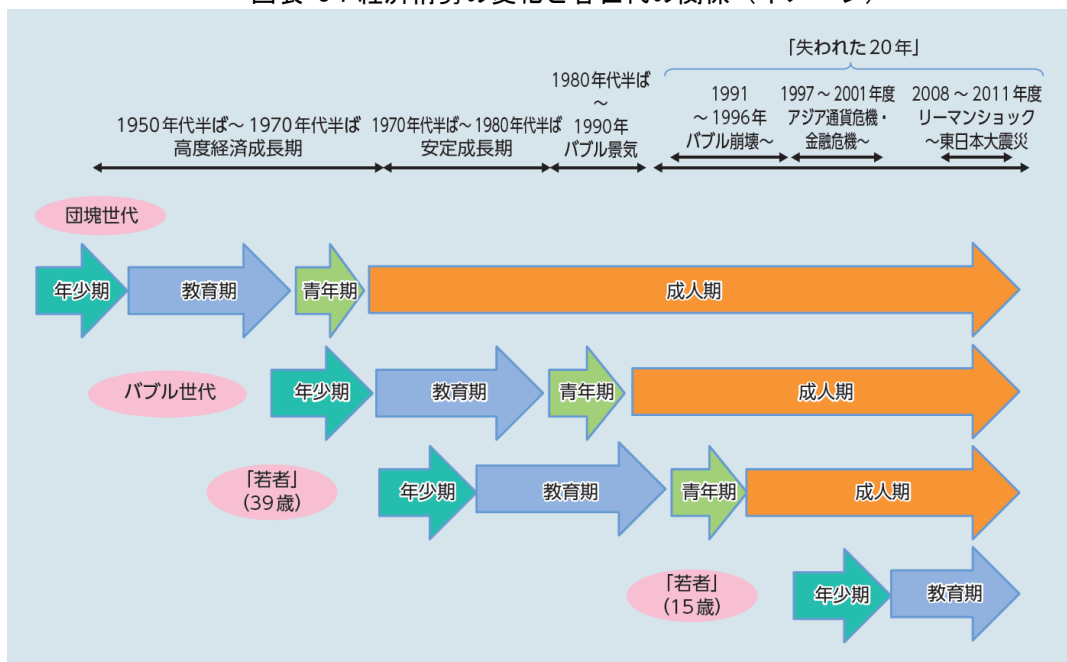 「失われた20年」
1950年代半ば～1970年代半ば
高度経済成長期
1970年代半ば～1980年代半ば
安定成長期
1980年代半ば
～
1990年
バブル景気
1991
～1996年
バブル崩壊～
1997～2001年度
アジア通貨危機・
金融危機～
2008～2011年度
リーマンショック
～東日本大震災
団塊世代
年少期
教育期
青年期
成人期
バブル世代
年少期
教育期
青年期
成人期
「若者」
(39歳)
年少期
教育期
青年期
成人期
「若者」
(15歳)
年少期
教育期